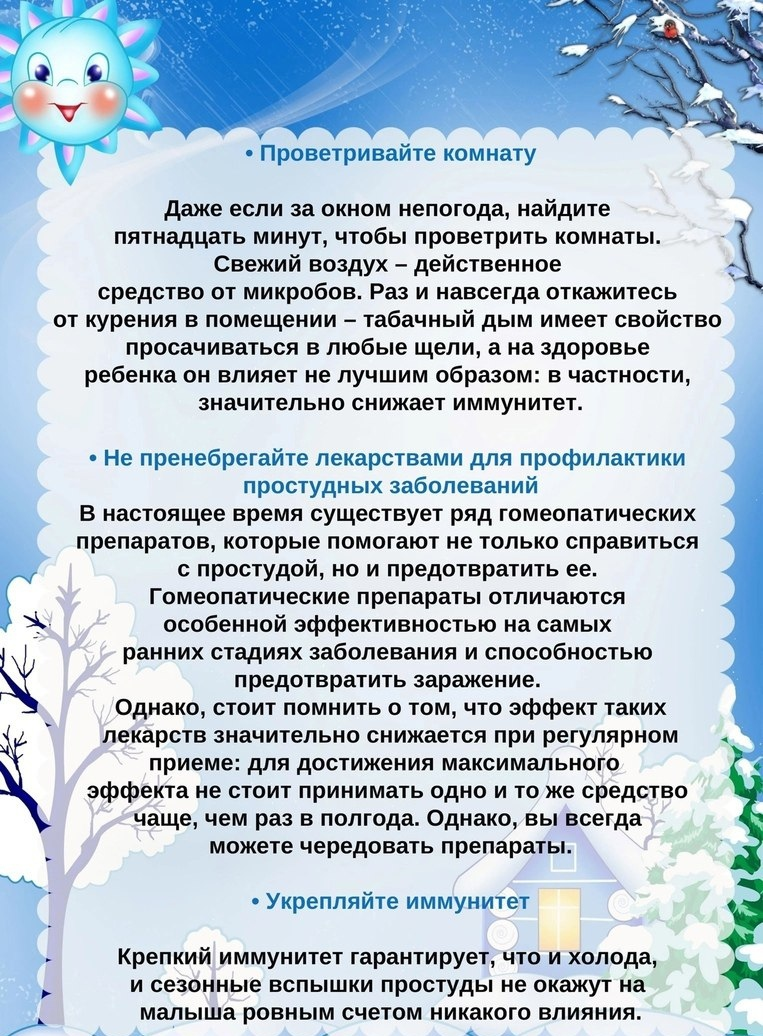 • Проветривайте комнату
Даже если за окном непогода, найдите
пятнадцать минут, чтобы проветрить комнаты.
Свежий воздух – действенное
средство от микробов. Раз и навсегда откажитесь
от курения в помещении – табачный дым имеет свойство
просачиваться в любые щели, а на здоровье
ребенка он влияет не лучшим образом: в частности,
значительно снижает иммунитет.
• Не пренебрегайте лекарствами для профилактики
простудных заболеваний
В настоящее время существует ряд гомеопатических
препаратов, которые помогают не только справиться
с простудой, но и предотвратить ее.
Гомеопатические препараты отличаются
особенной эффективностью на самых
ранних стадиях заболевания и способностью
предотвратить заражение.
Однако, стоит помнить о том, что эффект таких
лекарств значительно снижается при регулярном
приеме: для достижения максимального
эффекта не стоит принимать одно и то же средство
чаще, чем раз в полгода. Однако, вы всегда
можете чередовать препараты.
• Укрепляйте иммунитет
Крепкий иммунитет гарантирует, что и холода,
и сезонные вспышки простуды не окажут на
малыша ровным счетом никакого влияния.